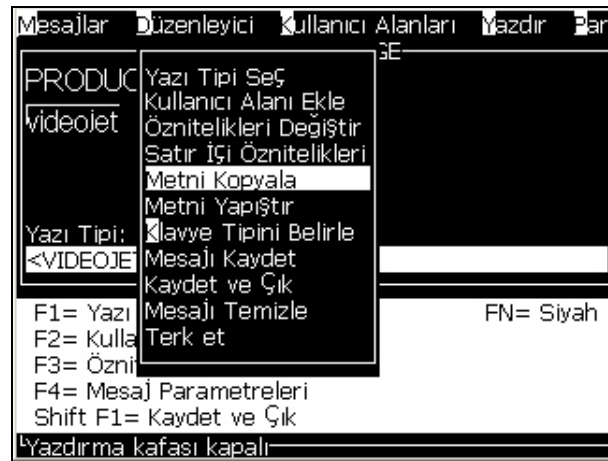 Mesajlar Düzenleyici Kullanıcı Alanları Yazdır Par
GE
PRODUC
videojet
Yazı Tipi Seç
Kullanıcı Alanı Ekle
Öznitelikleri Değiştir
Satır İçi Öznitelikleri
Metni Kopyala
Metni Yapıştır
Klavye Tipini Belirle
Mesajı Kaydet
Kaydet ve Çık
Mesajı Temizle
Terk et
Yazı Tipi:
<VIDEOJET
F1= Yazı
FN= Siyah
F2= Kulla
F3= Özni
F4= Mesaj Parametreleri
Shift F1= Kaydet ve Çık
Yazdırma kafası kapalı